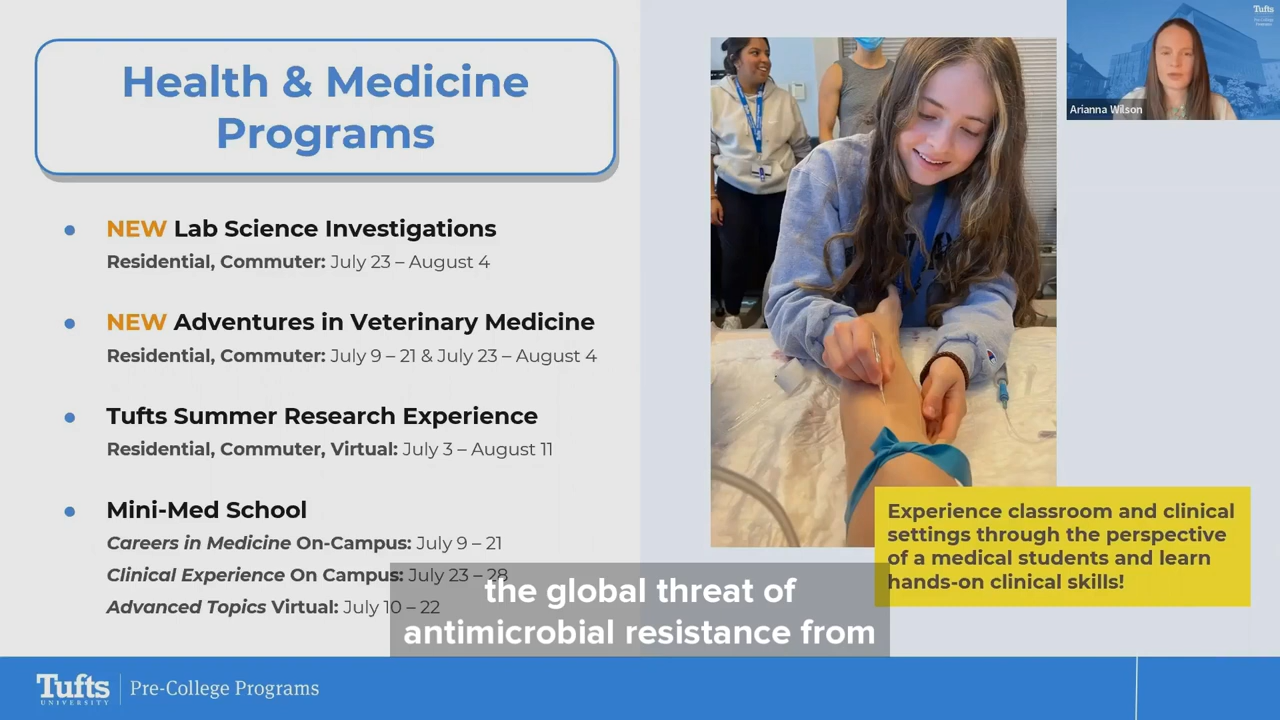 Health & Medicine
Programs
NEW Lab Science Investigations
Residential, Commuter: July 23 – August 4
NEW Adventures in Veterinary Medicine
Residential, Commuter: July 9 – 21 & July 23 – August 4
Tufts Summer Research Experience
Residential, Commuter, Virtual: July 3 – August 11
Mini-Med School
Careers in Medicine On-Campus: July 9 – 21
Clinical Experience On Campus: July 23 – 28
Advanced Topics Virtual: July 10 – 22
Tufts
Arianna Wilson
Experience classroom and clinical
settings through the perspective
of a medical students and learn
hands-on clinical skills!
the global threat of
antimicrobial resistance from
Tufts
UNIVERSITY
Pre-College Programs